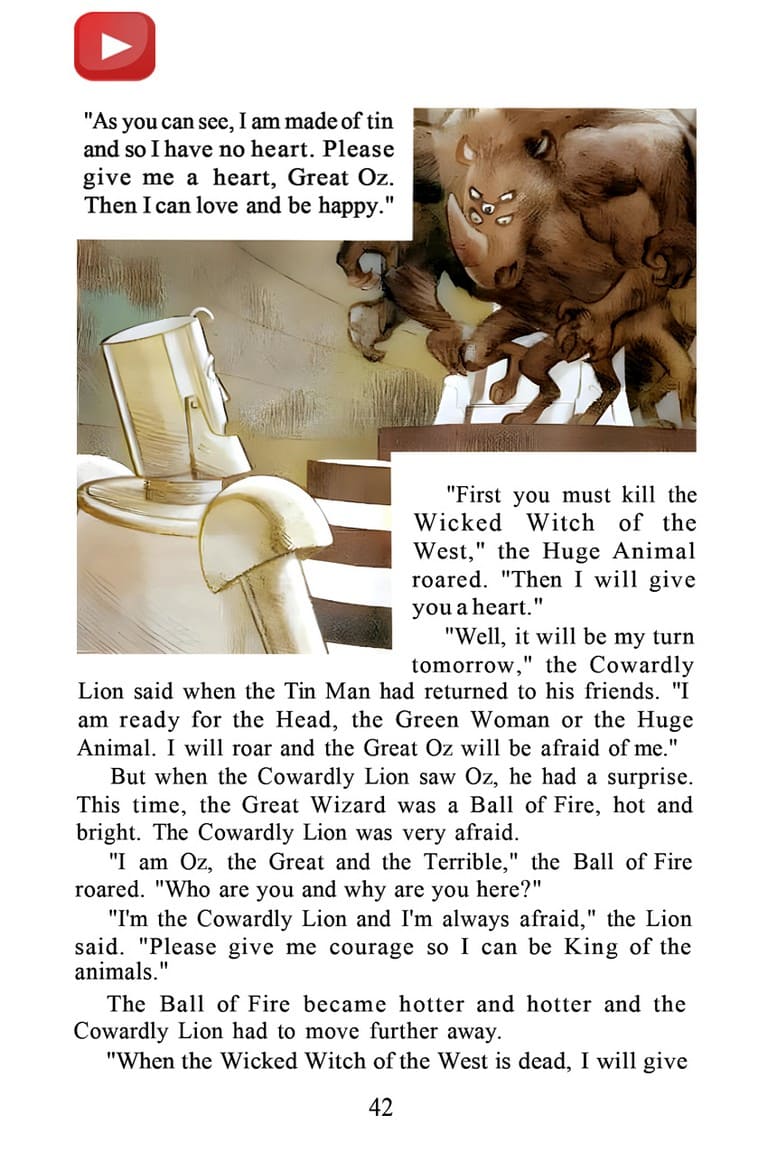 "As you can see, I am made of tin
and so I have no heart. Please
give me a heart, Great Oz.
Then I can love and be happy."
"First you must kill the
Wicked Witch of the
West," the Huge Animal
roared. "Then I will give
you a heart."
"Well, it will be my turn
tomorrow," the Cowardly
Lion said when the Tin Man had returned to his friends. "I
am ready for the Head, the Green Woman or the Huge
Animal. I will roar and the Great Oz will be afraid of me."
But when the Cowardly Lion saw Oz, he had a surprise.
This time, the Great Wizard was a Ball of Fire, hot and
bright. The Cowardly Lion was very afraid.
"I am Oz, the Great and the Terrible," the Ball of Fire
roared. "Who are you and why are you here?"
"I'm the Cowardly Lion and I'm always afraid," the Lion
said. "Please give me courage so I can be King of the
animals."
The Ball of Fire became hotter and hotter and the
Cowardly Lion had to move further away.
"When the Wicked Witch of the West is dead, I will give
42